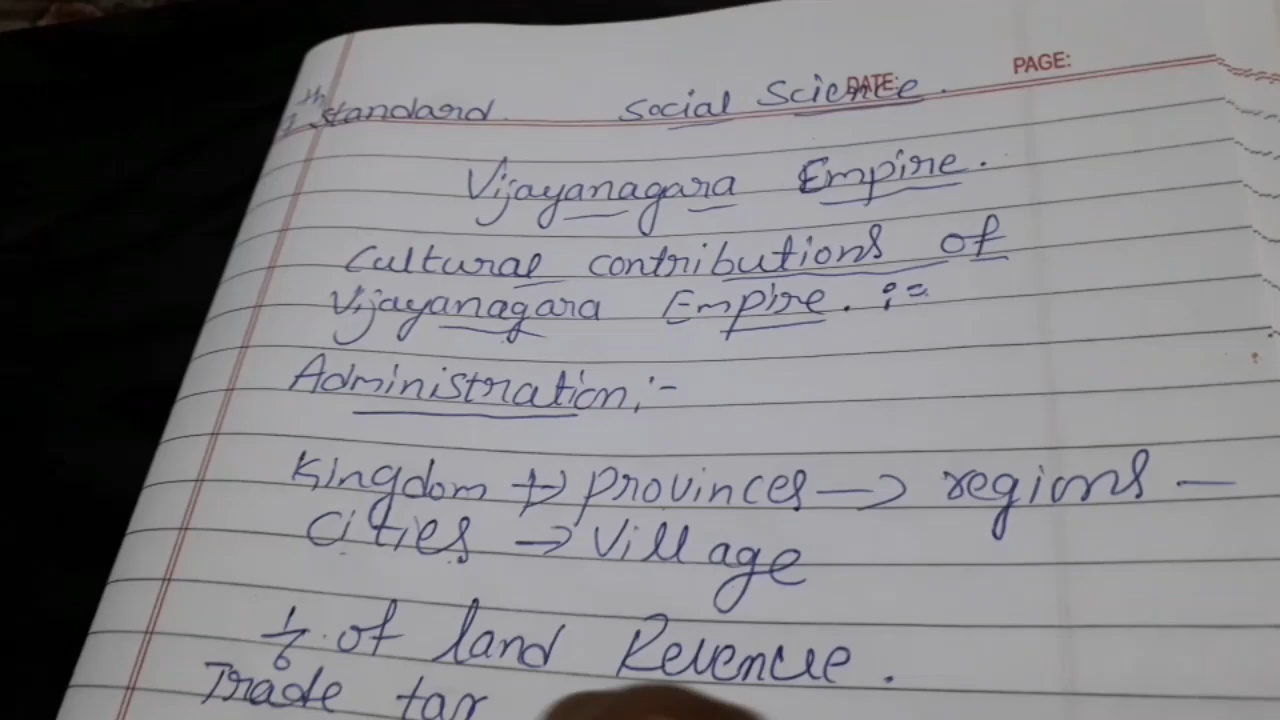 PAGE:
DATE:
th
standard. Social Science.
Vijayanagara Empire.
Cultural contributions of
Vijayanagara Empire. :=
Administration:-
Kingdom → provinces → regions —
cities → Village
1/6 of land Revenue.
Trade tax